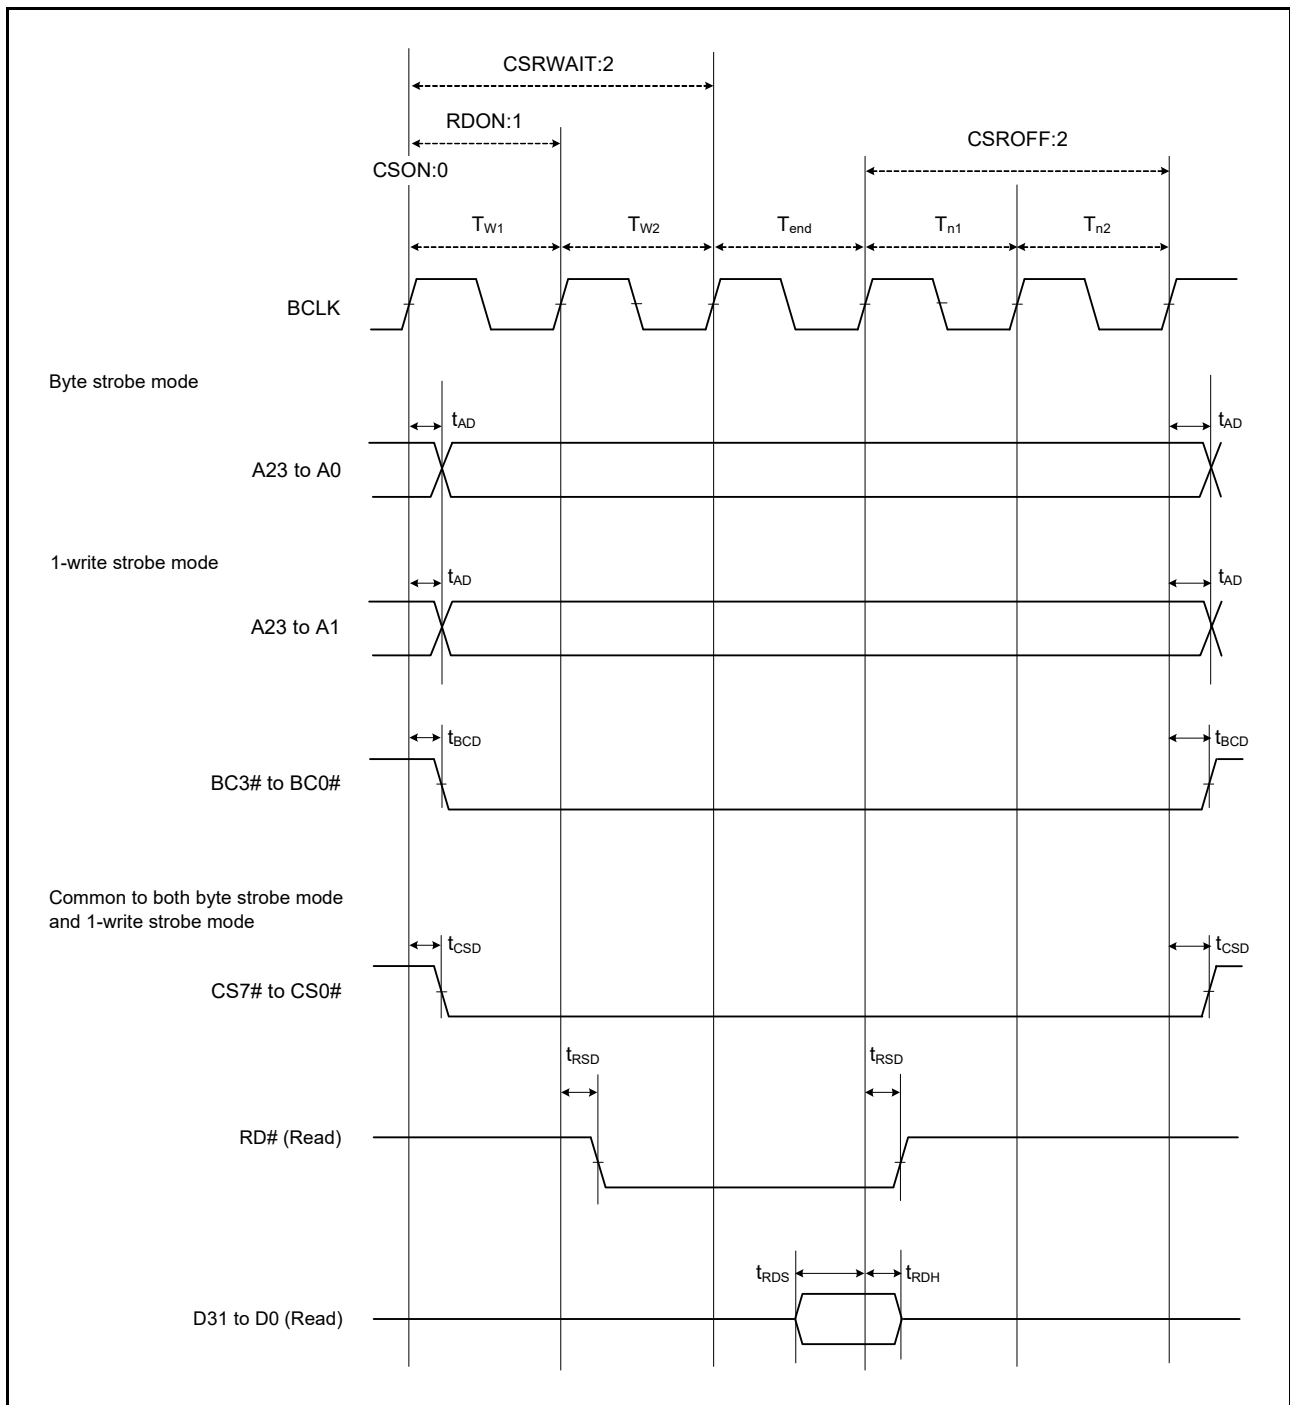 CSRWAIT:2
RDON:1
CSROFF:2
CSON:0
TW1
TW2
Tend
Tn1
Tn2
BCLK
Byte strobe mode
tAD
tAD
A23 to A0
1-write strobe mode
tAD
tAD
A23 to A1
tBCD
tBCD
BC3# to BC0#
Common to both byte strobe mode
and 1-write strobe mode
tCSD
tCSD
CS7# to CS0#
tRSD
tRSD
RD# (Read)
tRDS
tRDH
D31 to D0 (Read)